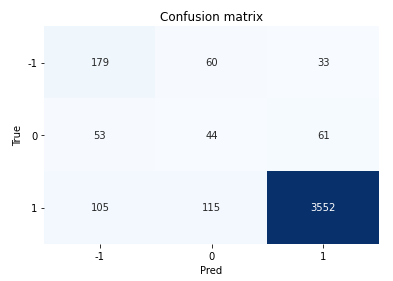 Confusion matrix
-1 179 60 33
0 53 44 61
1 105 115 3552
-1 0 1
True
Pred